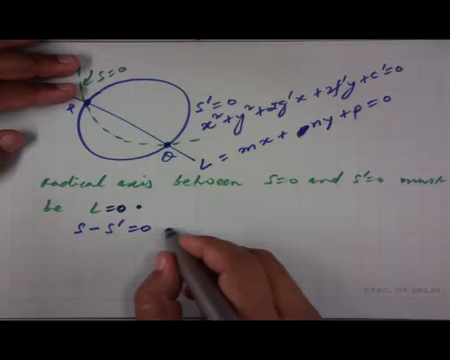 S=0
P
S'=0
x²+y²+2g'x+2f'y+c'=0
Q
L = mx + ny + p = 0
Radical axis between S=0 and S'=0 must
be L=0.
S-S'=0
ETSC, IIT DELHI